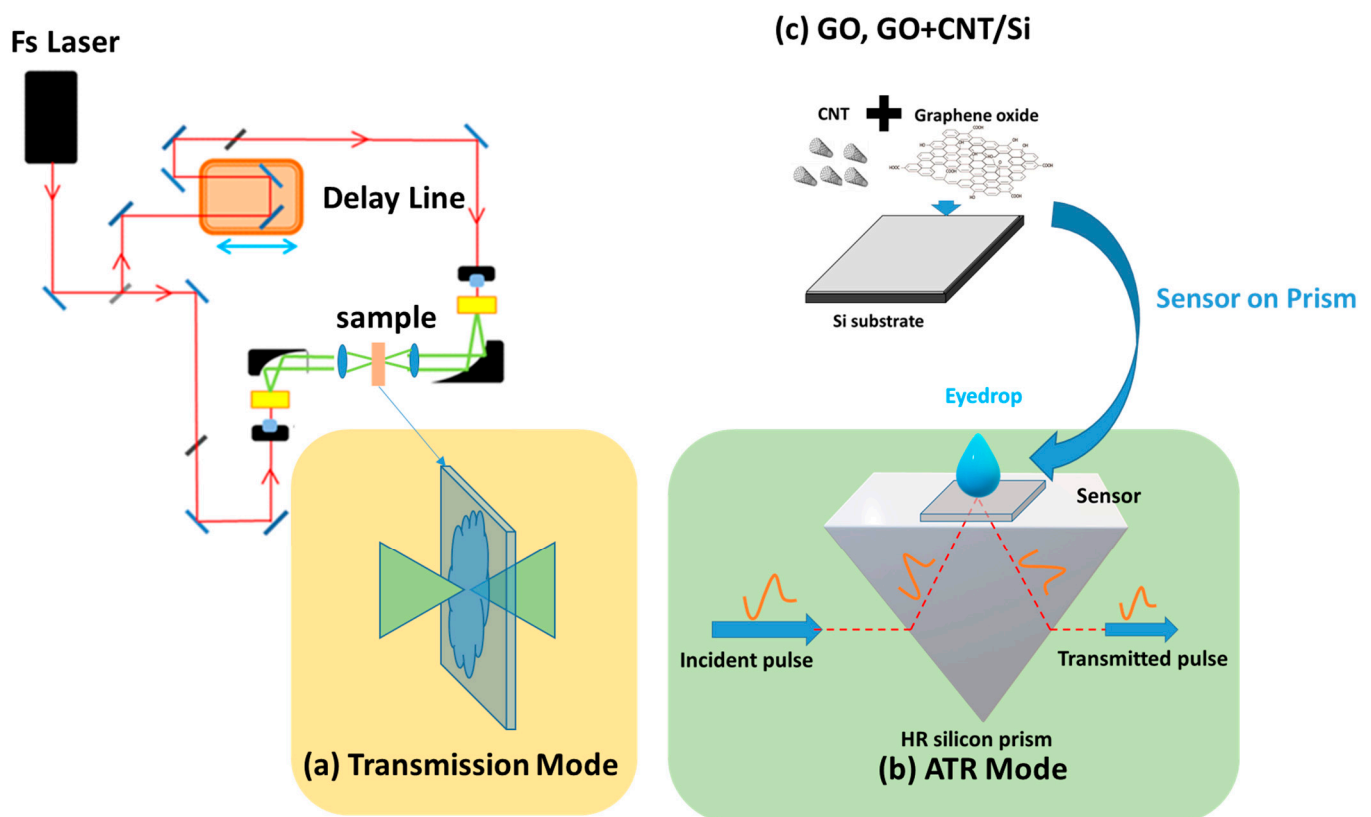 Fs Laser
Delay Line
sample
(a) Transmission Mode
(c) GO, GO+CNT/Si
CNT
Graphene oxide
Si substrate
Sensor on Prism
Eyedrop
Sensor
Incident pulse
Transmitted pulse
HR silicon prism
(b) ATR Mode